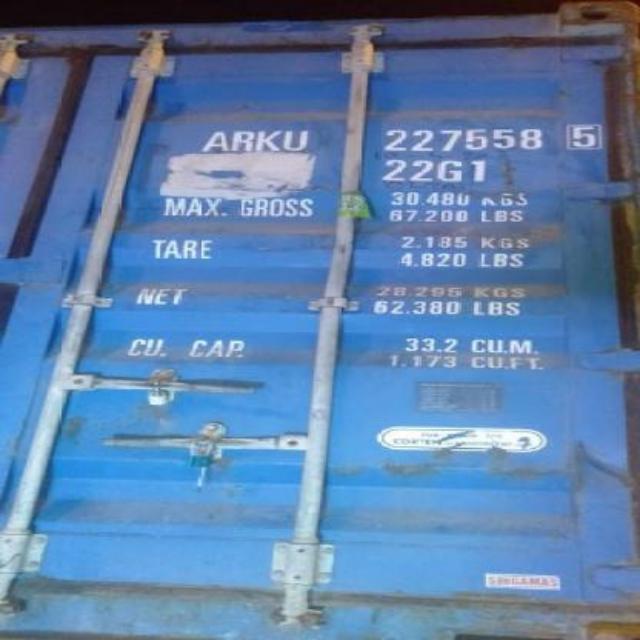 ARKU 227558 5
22G1
MAX. GROSS 30.480 KGS
67.200 LBS
TARE 2.185 KGS
4.820 LBS
NET 28.295 KGS
62.380 LBS
CU. CAP. 33.2 CU.M.
1.173 CU.FT.
SINGAMAS